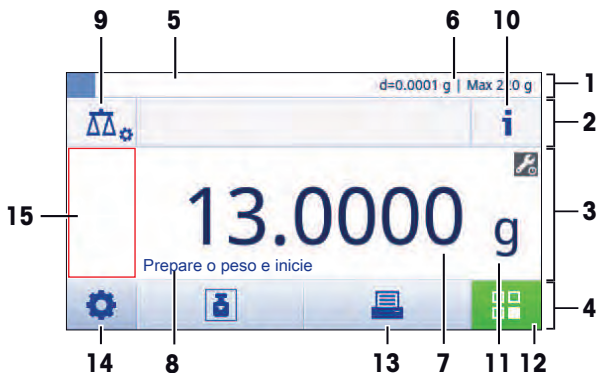 9 5 6 10
d=0.0001 g | Max 2 0 g 1
i 2
15 13.0000 g 3
Prepare o peso e inicie
4
14 8 13 7 11 12